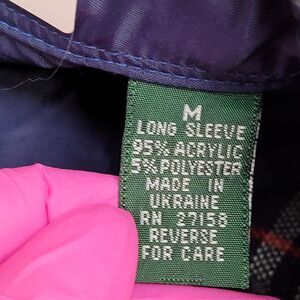 M
LONG SLEEVE
95% ACRYLIC
5% POLYESTER
MADE IN
UKRAINE
RN 27158
REVERSE
FOR CARE